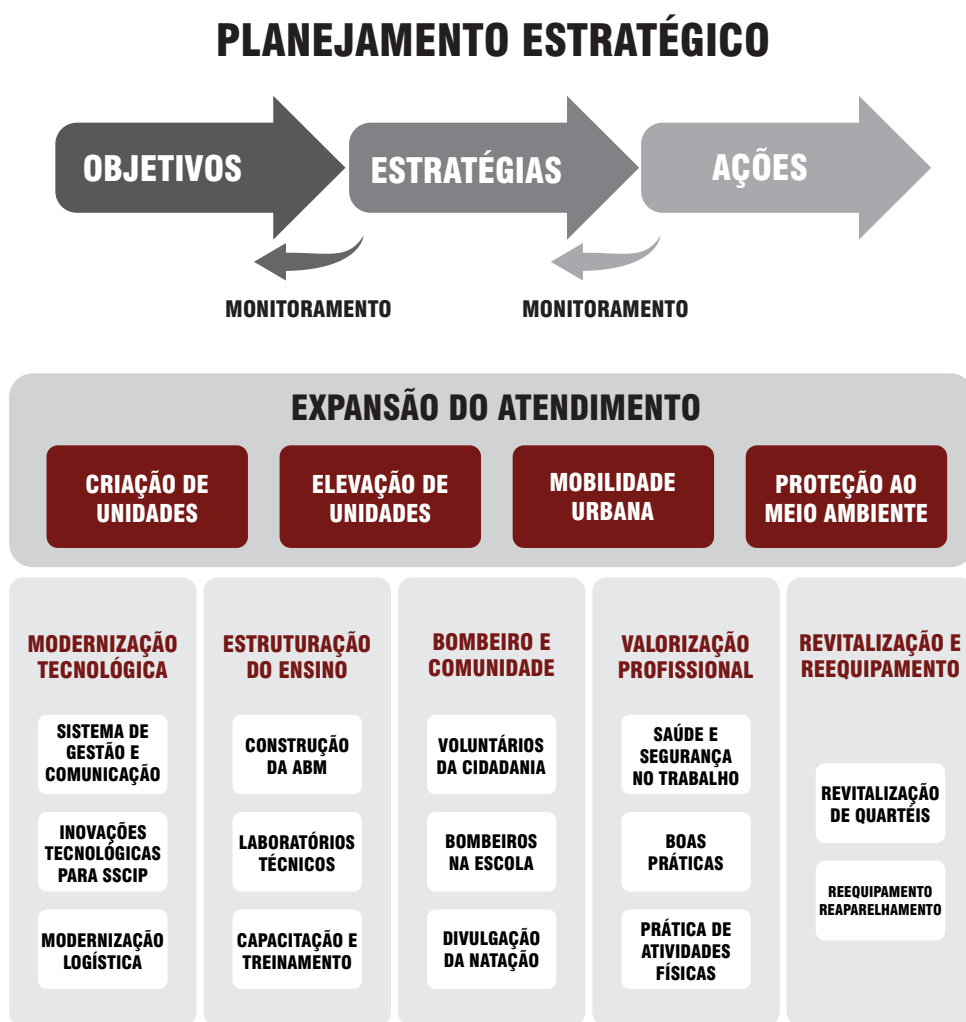 PLANEJAMENTO ESTRATÉGICO
OBJETIVOS
ESTRATÉGIAS
AÇÕES
MONITORAMENTO
MONITORAMENTO
EXPANSÃO DO ATENDIMENTO
CRIAÇÃO DE
UNIDADES
ELEVAÇÃO DE
UNIDADES
MOBILIDADE
URBANA
PROTEÇÃO AO
MEIO AMBIENTE
MODERNIZAÇÃO
TECNOLÓGICA
SISTEMA DE
GESTÃO E
COMUNICAÇÃO
INOVAÇÕES
TECNOLÓGICAS
PARA SSCIP
MODERNIZAÇÃO
LOGÍSTICA
ESTRUTURAÇÃO
DO ENSINO
CONSTRUÇÃO
DA ABM
LABORATÓRIOS
TÉCNICOS
CAPACITAÇÃO E
TREINAMENTO
BOMBEIRO E
COMUNIDADE
VOLUNTÁRIOS
DA CIDADANIA
BOMBEIROS
NA ESCOLA
DIVULGAÇÃO
DA NATAÇÃO
VALORIZAÇÃO
PROFISSIONAL
SAÚDE E
SEGURANÇA
NO TRABALHO
BOAS
PRÁTICAS
PRÁTICA DE
ATIVIDADES
FÍSICAS
REVITALIZAÇÃO E
REEQUIPAMENTO
REVITALIZAÇÃO
DE QUARTÉIS
REEQUIPAMENTO
REAPARELHAMENTO